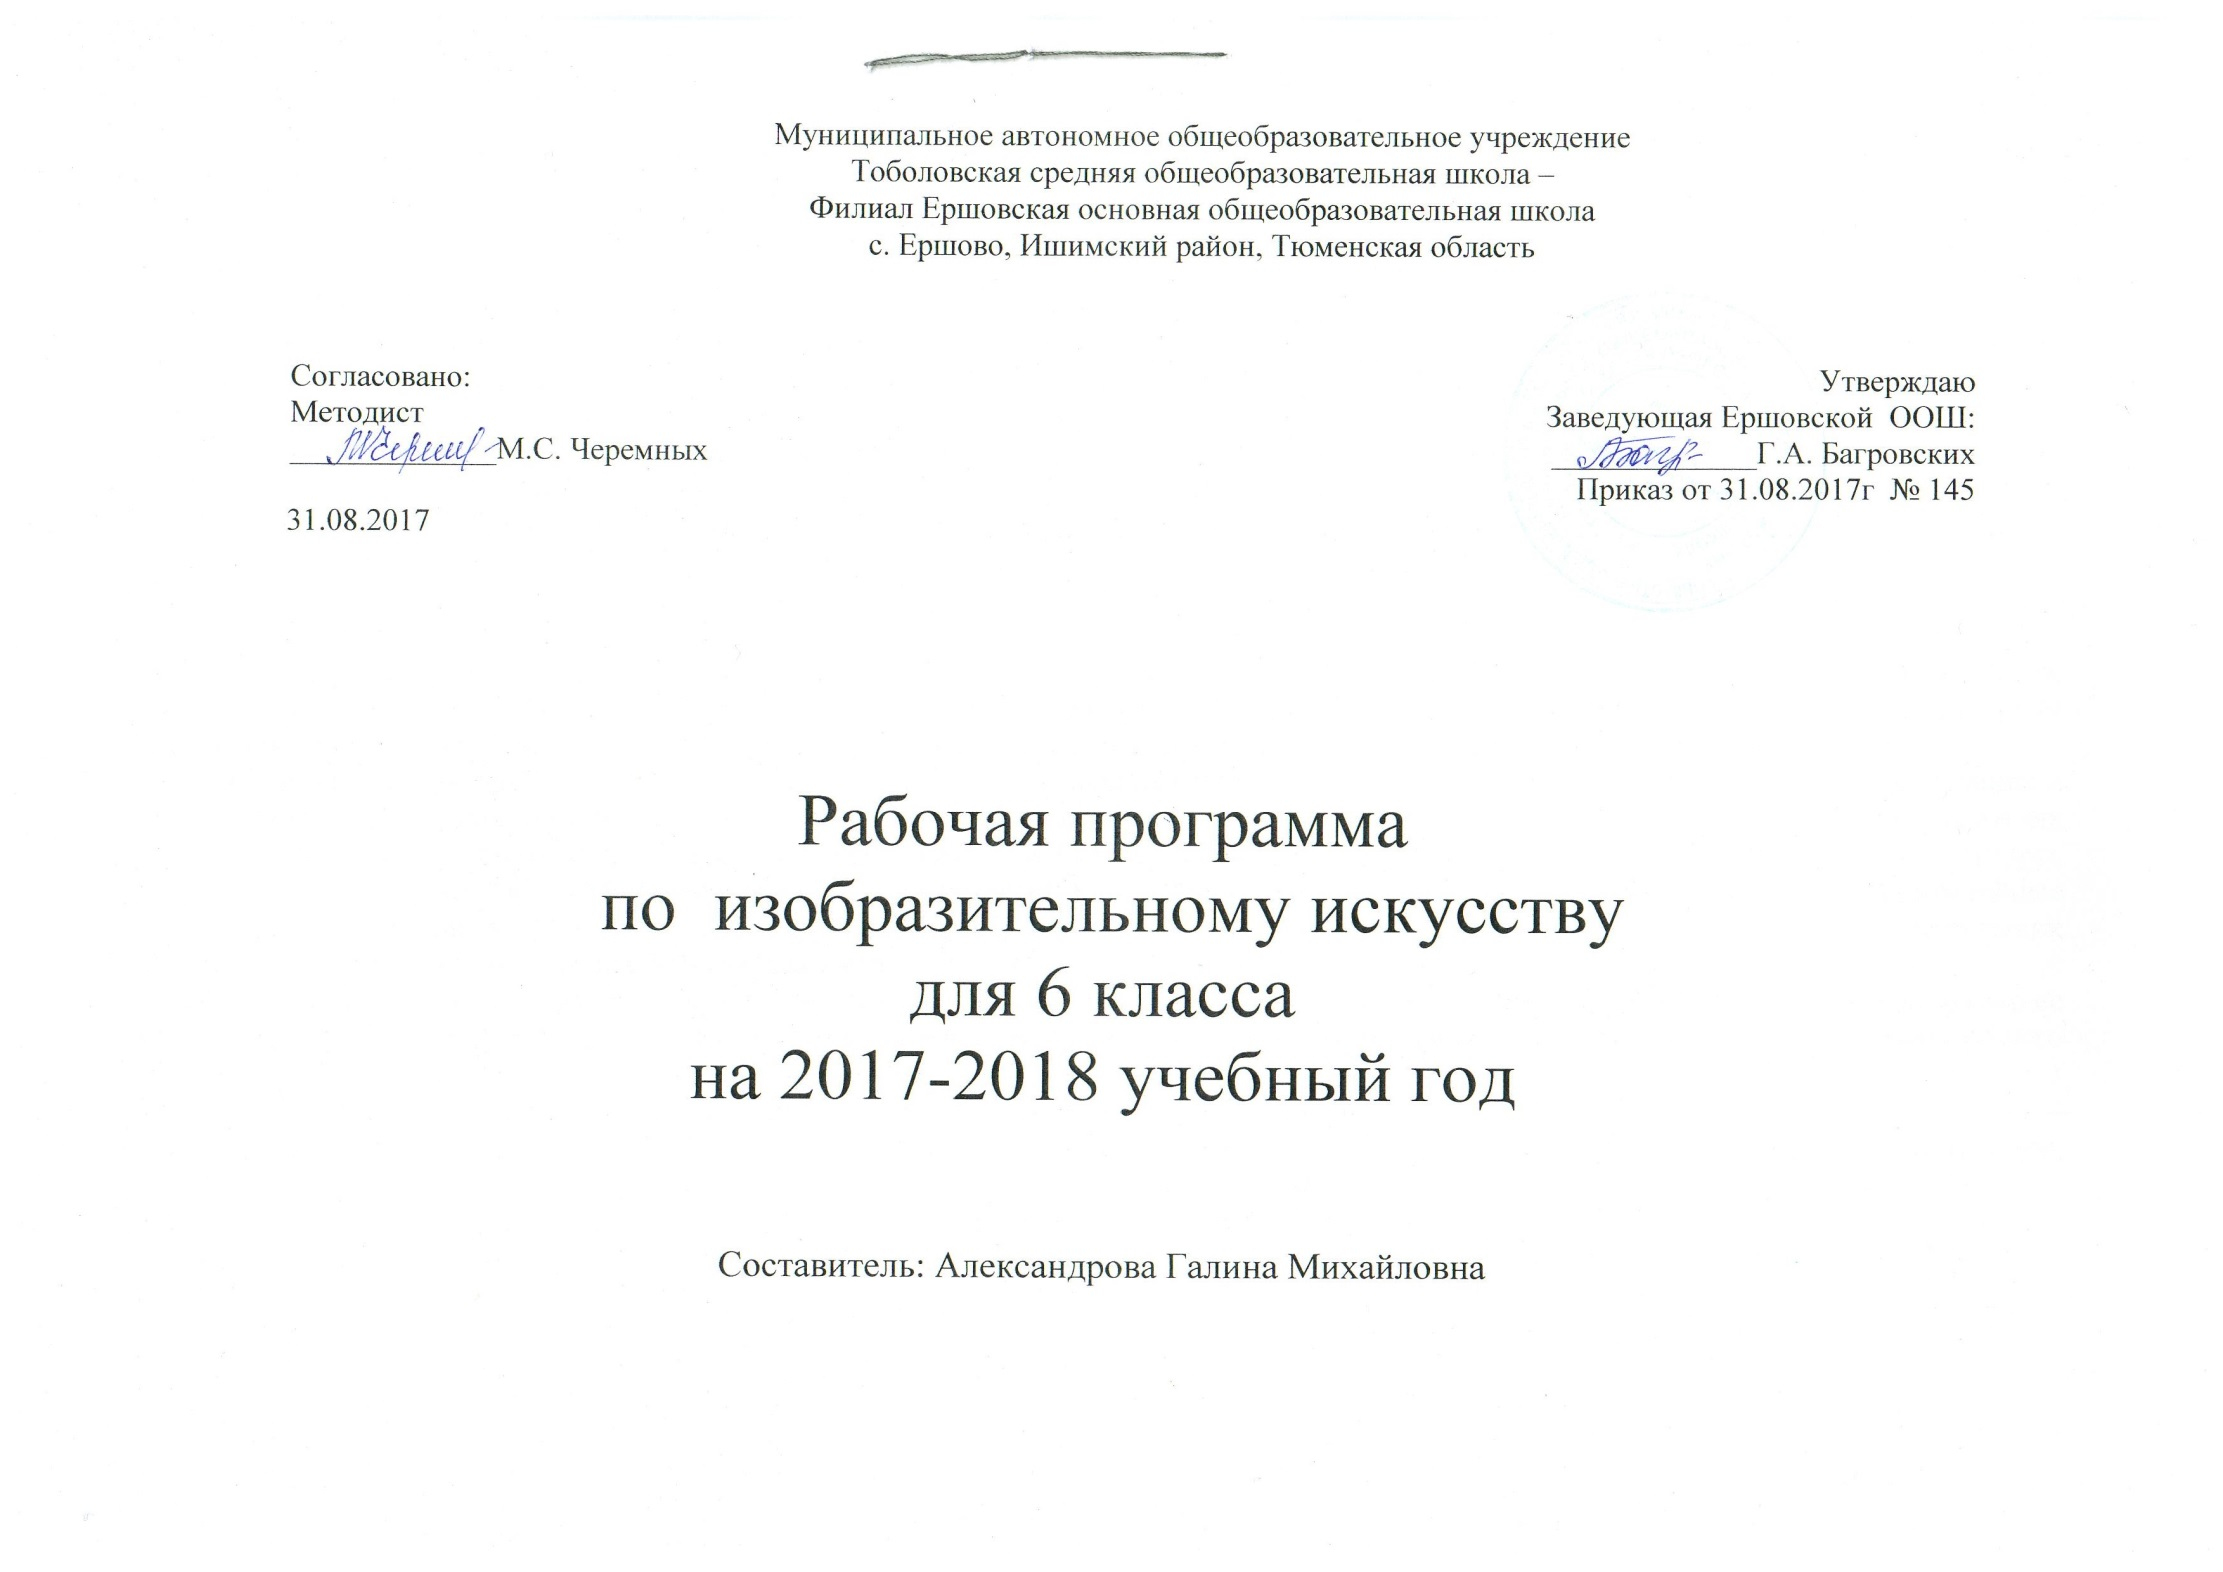 Муниципальное автономное общеобразовательное учреждение
Тоболовская средняя общеобразовательная школа –
Филиал Ершовская основная общеобразовательная школа
с. Ершово, Ишимский район, Тюменская область
Согласовано:
Методист
М.С. Черемных
31.08.2017
Утверждаю
Заведующая Ершовской ООШ:
Г.А. Багровских
Приказ от 31.08.2017г № 145
Рабочая программа
по изобразительному искусству
для 6 класса
на 2017-2018 учебный год
Составитель: Александрова Галина Михайловна